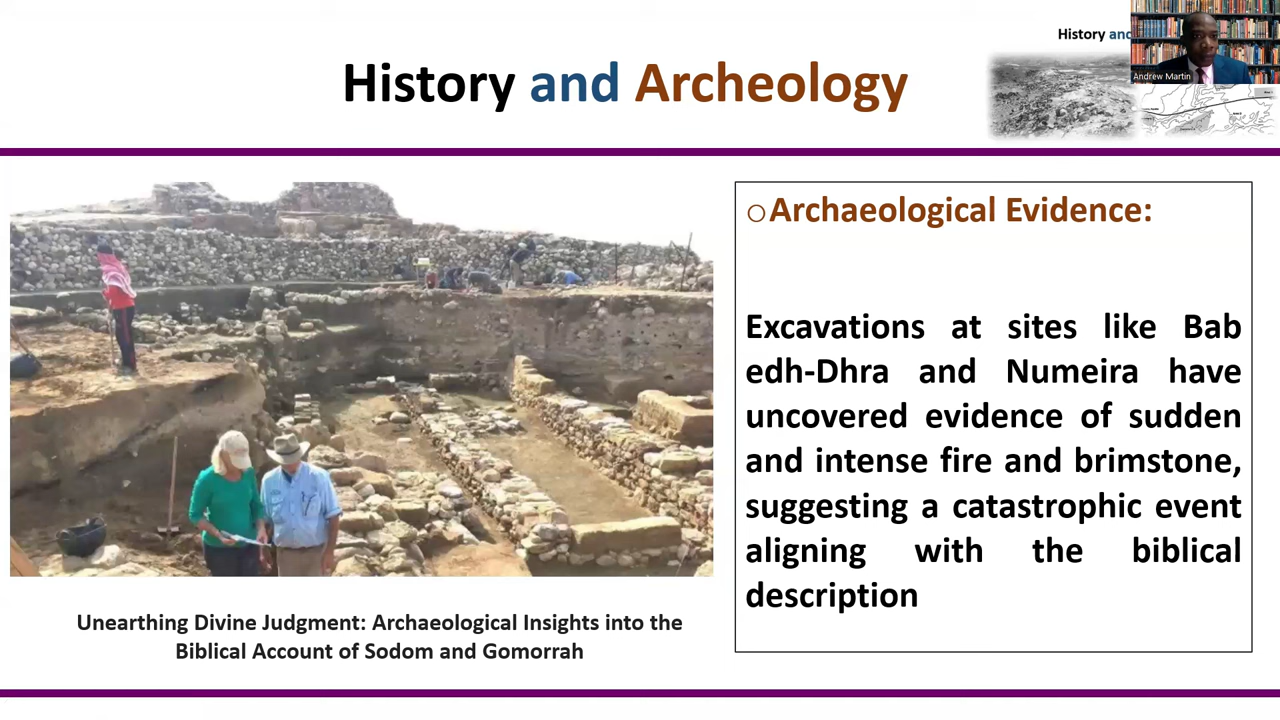 History and
Andrew Martin
History and Archeology
○Archaeological Evidence:
Excavations at sites like Bab
edh-Dhra and Numeira have
uncovered evidence of sudden
and intense fire and brimstone,
suggesting a catastrophic event
aligning with the biblical
description
Unearthing Divine Judgment: Archaeological Insights into the
Biblical Account of Sodom and Gomorrah